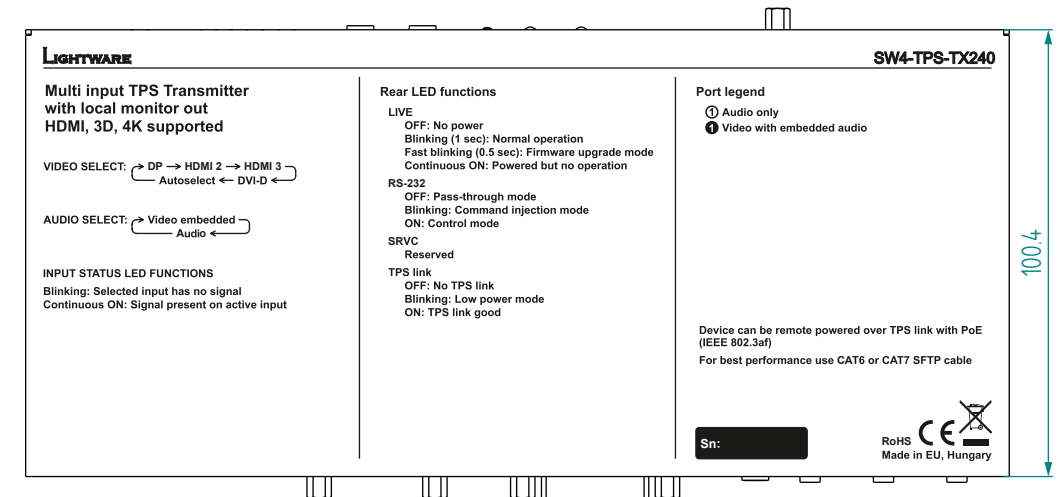 LIGHTWARE
SW4-TPS-TX240
Multi input TPS Transmitter
with local monitor out
HDMI, 3D, 4K supported
VIDEO SELECT: DP → HDMI 2 → HDMI 3
Autoselect ← DVI-D
AUDIO SELECT: Video embedded
Audio
INPUT STATUS LED FUNCTIONS
Blinking: Selected input has no signal
Continuous ON: Signal present on active input
Rear LED functions
LIVE
OFF: No power
Blinking (1 sec): Normal operation
Fast blinking (0.5 sec): Firmware upgrade mode
Continuous ON: Powered but no operation
RS-232
OFF: Pass-through mode
Blinking: Command injection mode
ON: Control mode
SRVC
Reserved
TPS link
OFF: No TPS link
Blinking: Low power mode
ON: TPS link good
Port legend
① Audio only
❶ Video with embedded audio
Device can be remote powered over TPS link with PoE
(IEEE 802.3af)
For best performance use CAT6 or CAT7 SFTP cable
Sn:
RoHS CE
Made in EU, Hungary
100.4